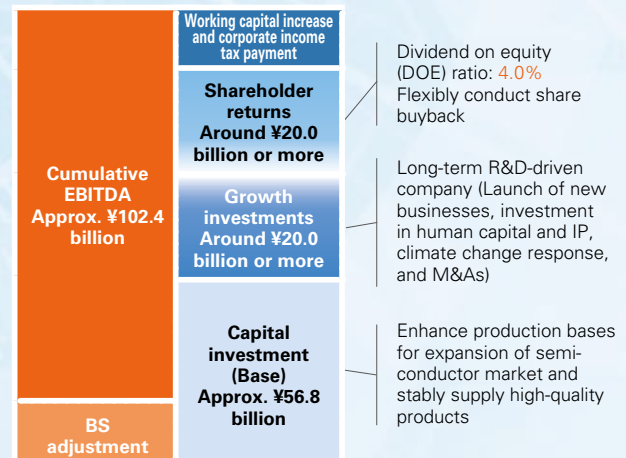 Cumulative
EBITDA
Approx. ¥102.4
billion
BS
adjustment
Working capital increase
and corporate income
tax payment
Shareholder
returns
Around ¥20.0
billion or more
Growth
investments
Around ¥20.0
billion or more
Capital
investment
(Base)
Approx. ¥56.8
billion
Dividend on equity
(DOE) ratio: 4.0%
Flexibly conduct share
buyback
Long-term R&D-driven
company (Launch of new
businesses, investment
in human capital and IP,
climate change response,
and M&As)
Enhance production bases
for expansion of semi-
conductor market and
stably supply high-quality
products